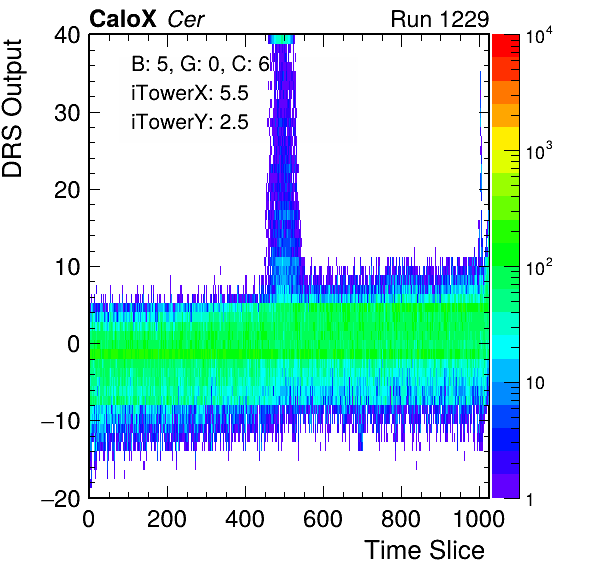 CaloX Cer Run 1229
DRS Output
B: 5, G: 0, C: 6
iTowerX: 5.5
iTowerY: 2.5
40
30
20
10
0
−10
−20
0 200 400 600 800 1000
Time Slice
10^4
10^3
10^2
10
1